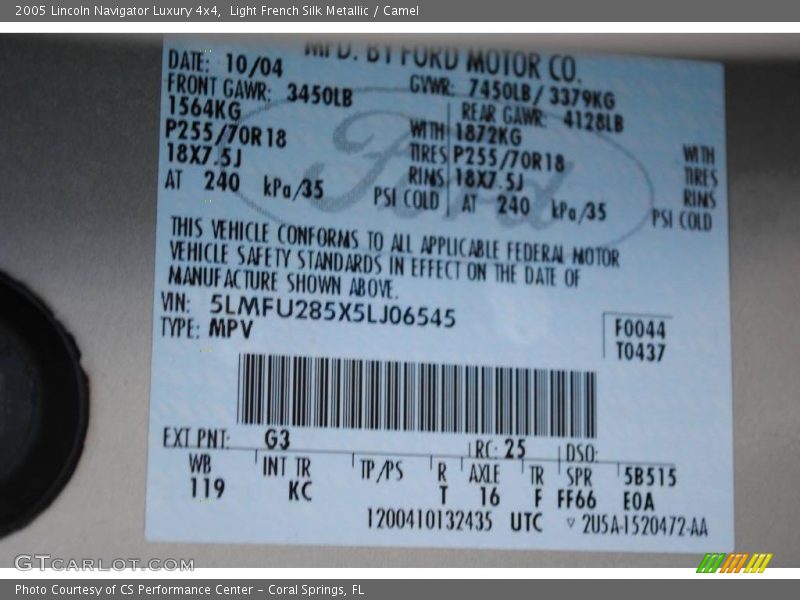 2005 Lincoln Navigator Luxury 4x4,  Light French Silk Metallic / Camel
MFD. BY FORD MOTOR CO.
DATE: 10/04 GVWR: 7450LB/ 3379KG
FRONT GAWR: 3450LB REAR GAWR: 4128LB
1564KG WITH 1872KG WITH
P255/70R18 TIRES P255/70R18 TIRES
18X7.5J RIMS 18X7.5J RIMS
AT 240 kPa/35 PSI COLD AT 240 kPa/35 PSI COLD
Ford
THIS VEHICLE CONFORMS TO ALL APPLICABLE FEDERAL MOTOR
VEHICLE SAFETY STANDARDS IN EFFECT ON THE DATE OF
MANUFACTURE SHOWN ABOVE.
VIN: 5LMFU285X5LJ06545
TYPE: MPV
F0044
T0437
EXT PNT: G3 RC: 25 DSO:
WB INT TR TP/PS R AXLE TR SPR 5B515
119 KC T 16 F FF66 E0A
1200410132435 UTC ▽ 2U5A-1520472-AA
GTCarlot.com
Photo Courtesy of CS Performance Center - Coral Springs, FL